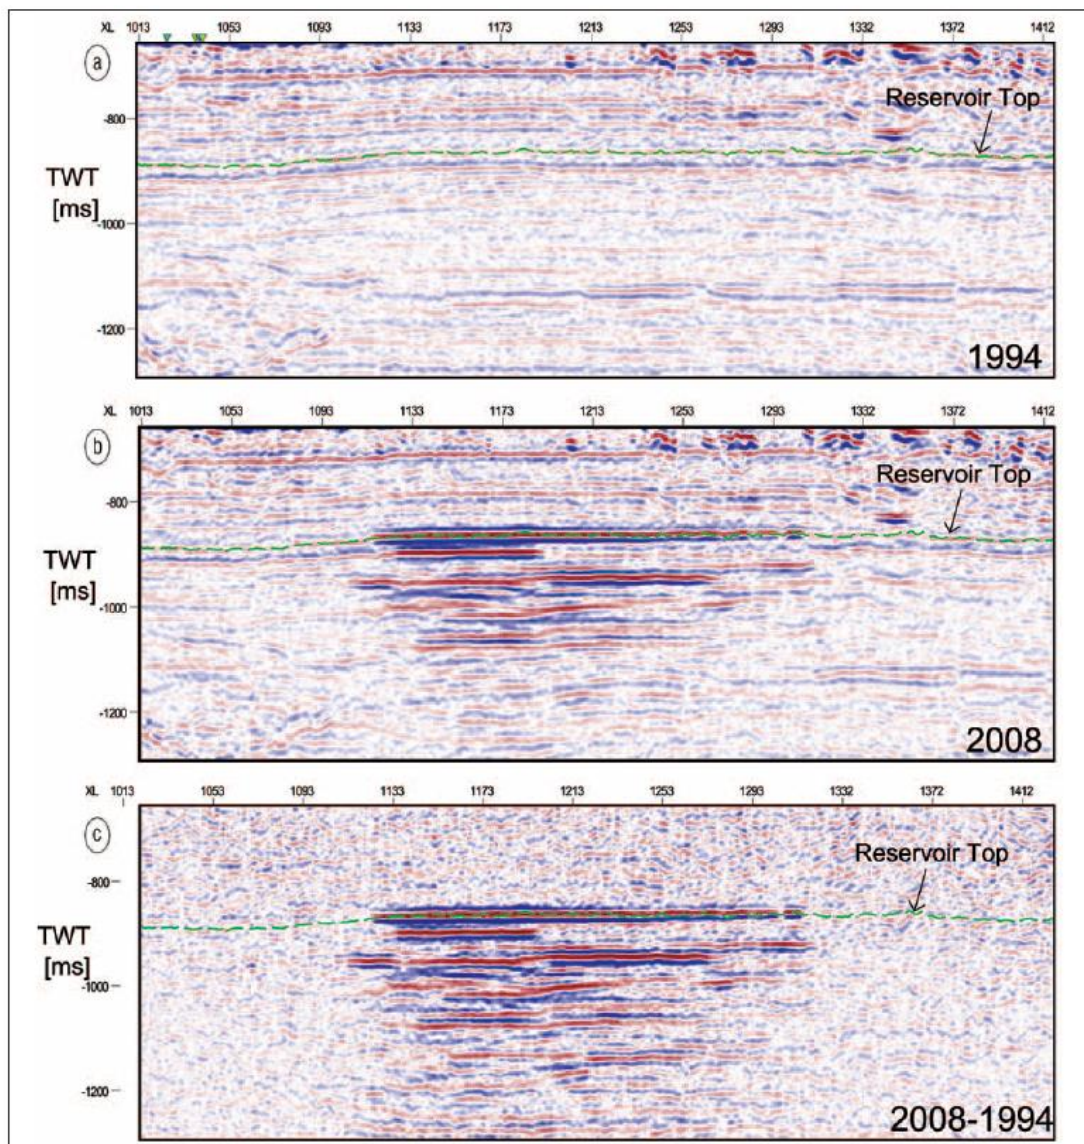 XL 1013 1053 1093 1133 1173 1213 1253 1293 1332 1372 1412
a
Reservoir Top
-800
TWT
[ms]
-1000
-1200
1994
XL 1013 1053 1093 1133 1173 1213 1253 1293 1332 1372 1412
b
Reservoir Top
-800
TWT
[ms]
-1000
-1200
2008
XL 1013 1053 1093 1133 1173 1213 1253 1293 1332 1372 1412
c
Reservoir Top
-800
TWT
[ms]
-1000
-1200
2008-1994